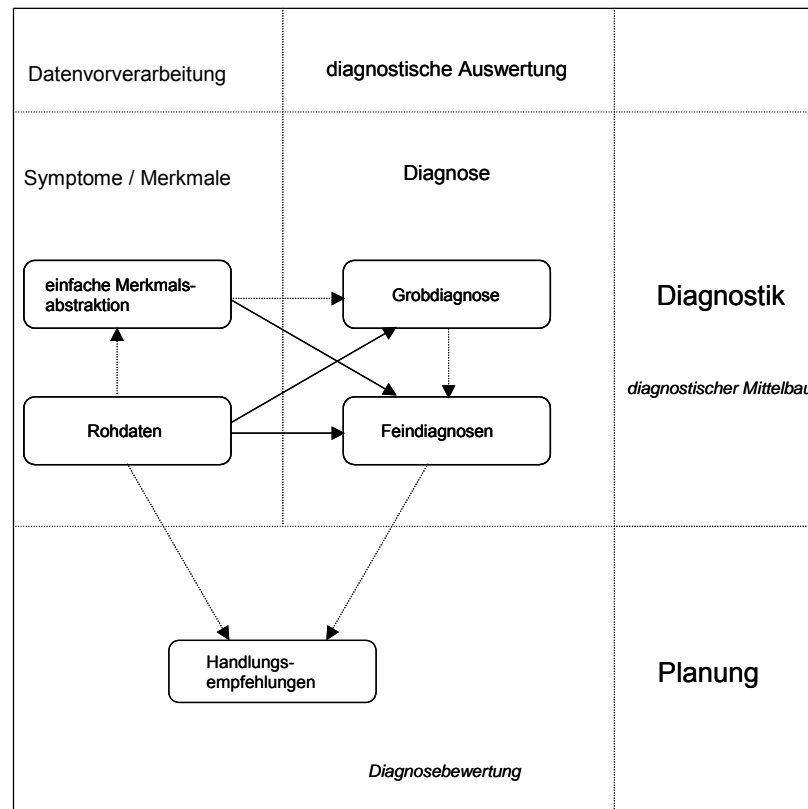 Datenvorverarbeitung
diagnostische Auswertung
Symptome / Merkmale
Diagnose
einfache Merkmals-
abstraktion
Grobdiagnose
Diagnostik
diagnostischer Mittelbau
Rohdaten
Feindiagnosen
Handlungs-
empfehlungen
Planung
Diagnosebewertung